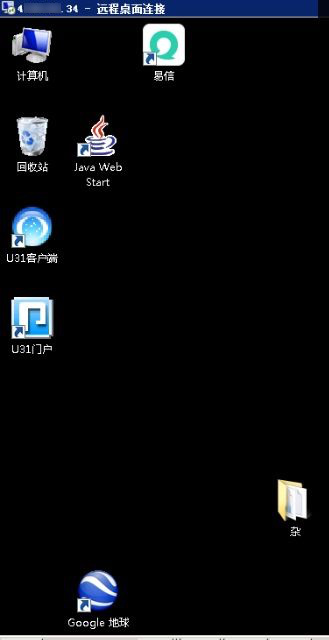 4 .34 - 远程桌面连接
计算机
易信
回收站
Java Web
Start
U31客户端
U31门户
杂
Google 地球